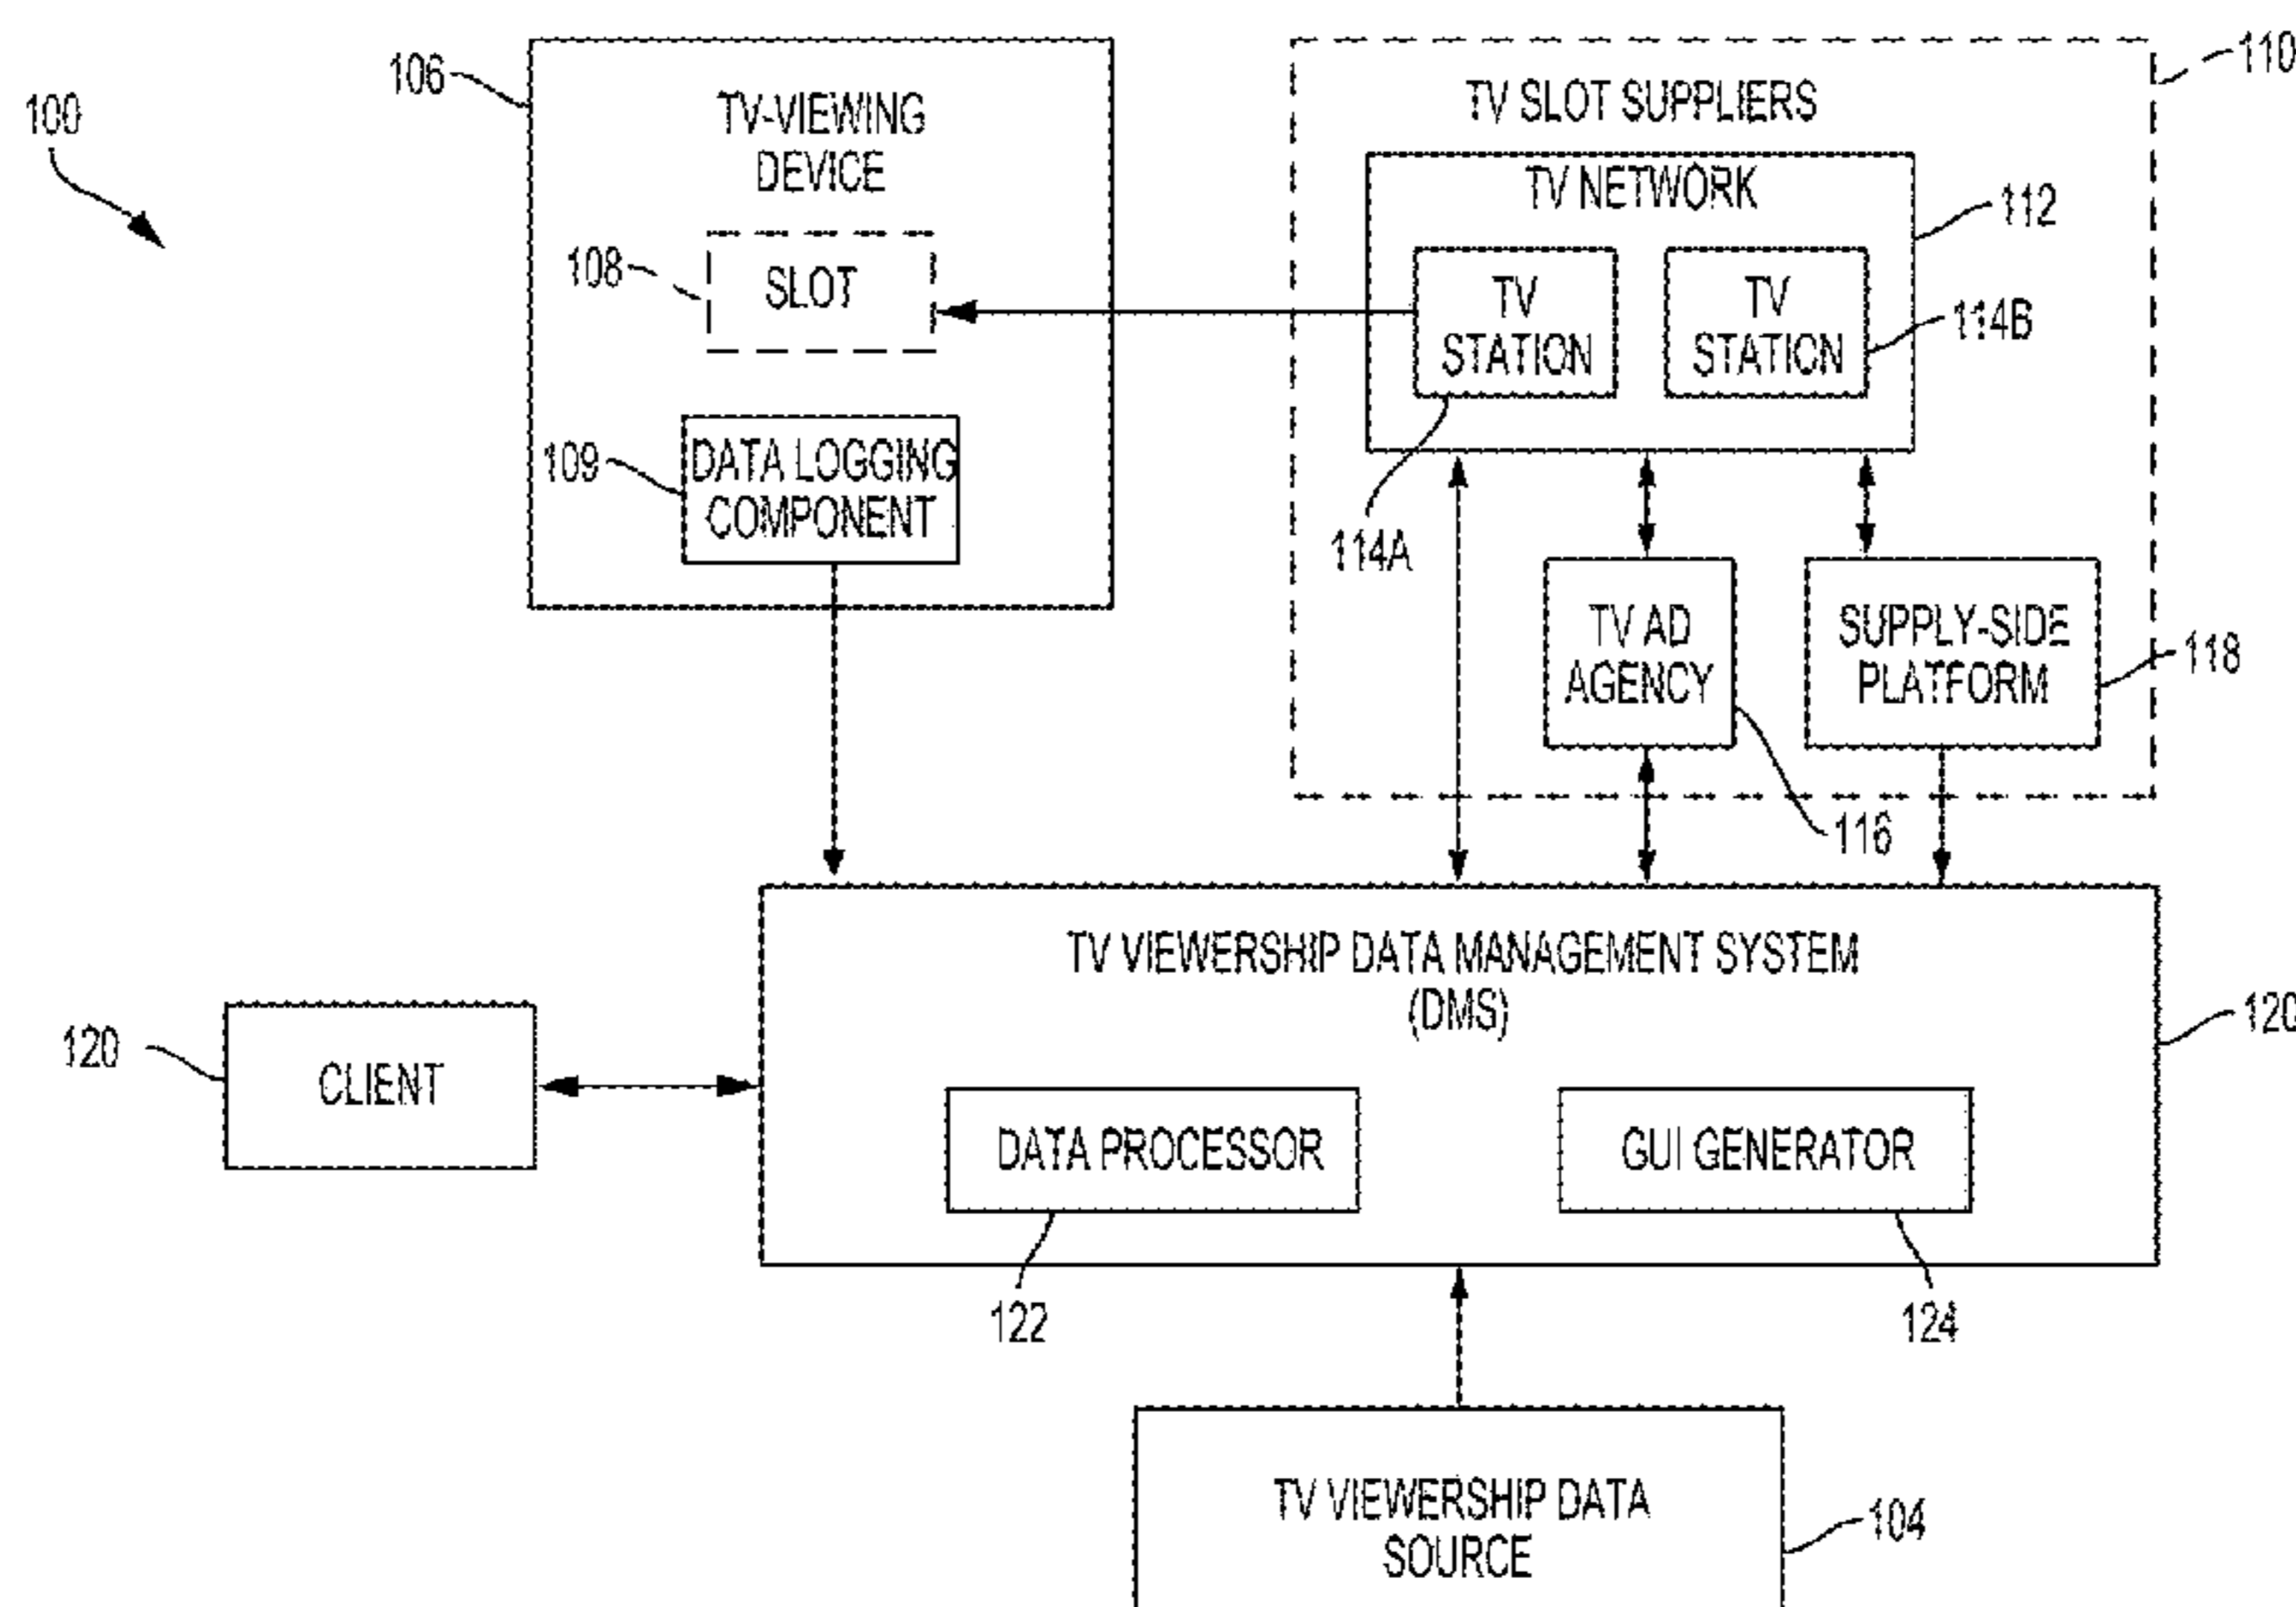 100
106
TV-VIEWING
DEVICE
108
SLOT
109
DATA LOGGING
COMPONENT
110
TV SLOT SUPPLIERS
TV NETWORK
112
TV
STATION
TV
STATION
114B
114A
TV AD
AGENCY
SUPPLY-SIDE
PLATFORM
118
116
TV VIEWERSHIP DATA MANAGEMENT SYSTEM
(DMS)
120
120
CLIENT
DATA PROCESSOR
GUI GENERATOR
122
124
TV VIEWERSHIP DATA
SOURCE
104